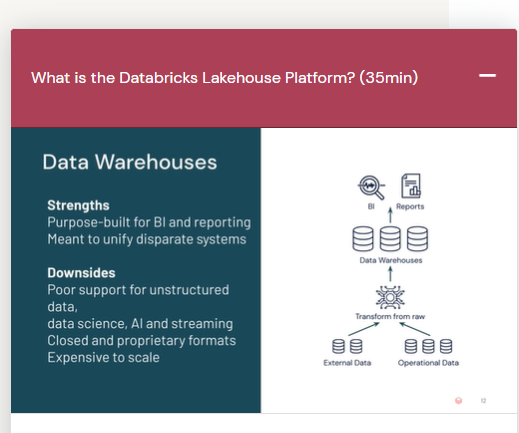 What is the Databricks Lakehouse Platform? (35min)
Data Warehouses
Strengths
Purpose-built for BI and reporting
Meant to unify disparate systems
Downsides
Poor support for unstructured
data,
data science, AI and streaming
Closed and proprietary formats
Expensive to scale
BI Reports
Data Warehouses
Transform from raw
External Data Operational Data